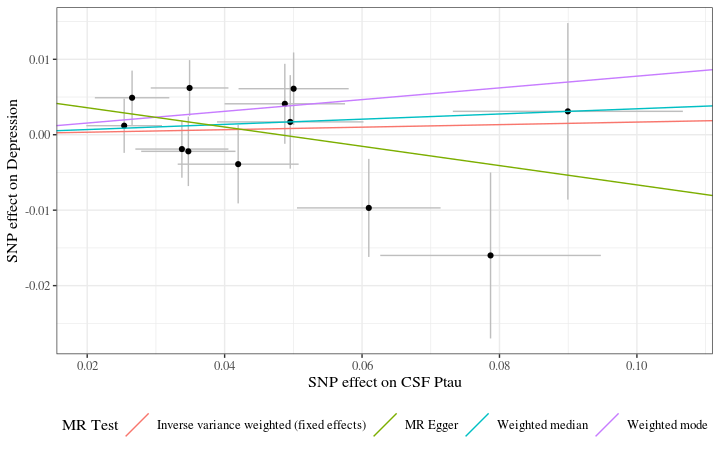 SNP effect on Depression
0.01
0.00
-0.01
-0.02
0.02 0.04 0.06 0.08 0.10
SNP effect on CSF Ptau
MR Test Inverse variance weighted (fixed effects) MR Egger Weighted median Weighted mode